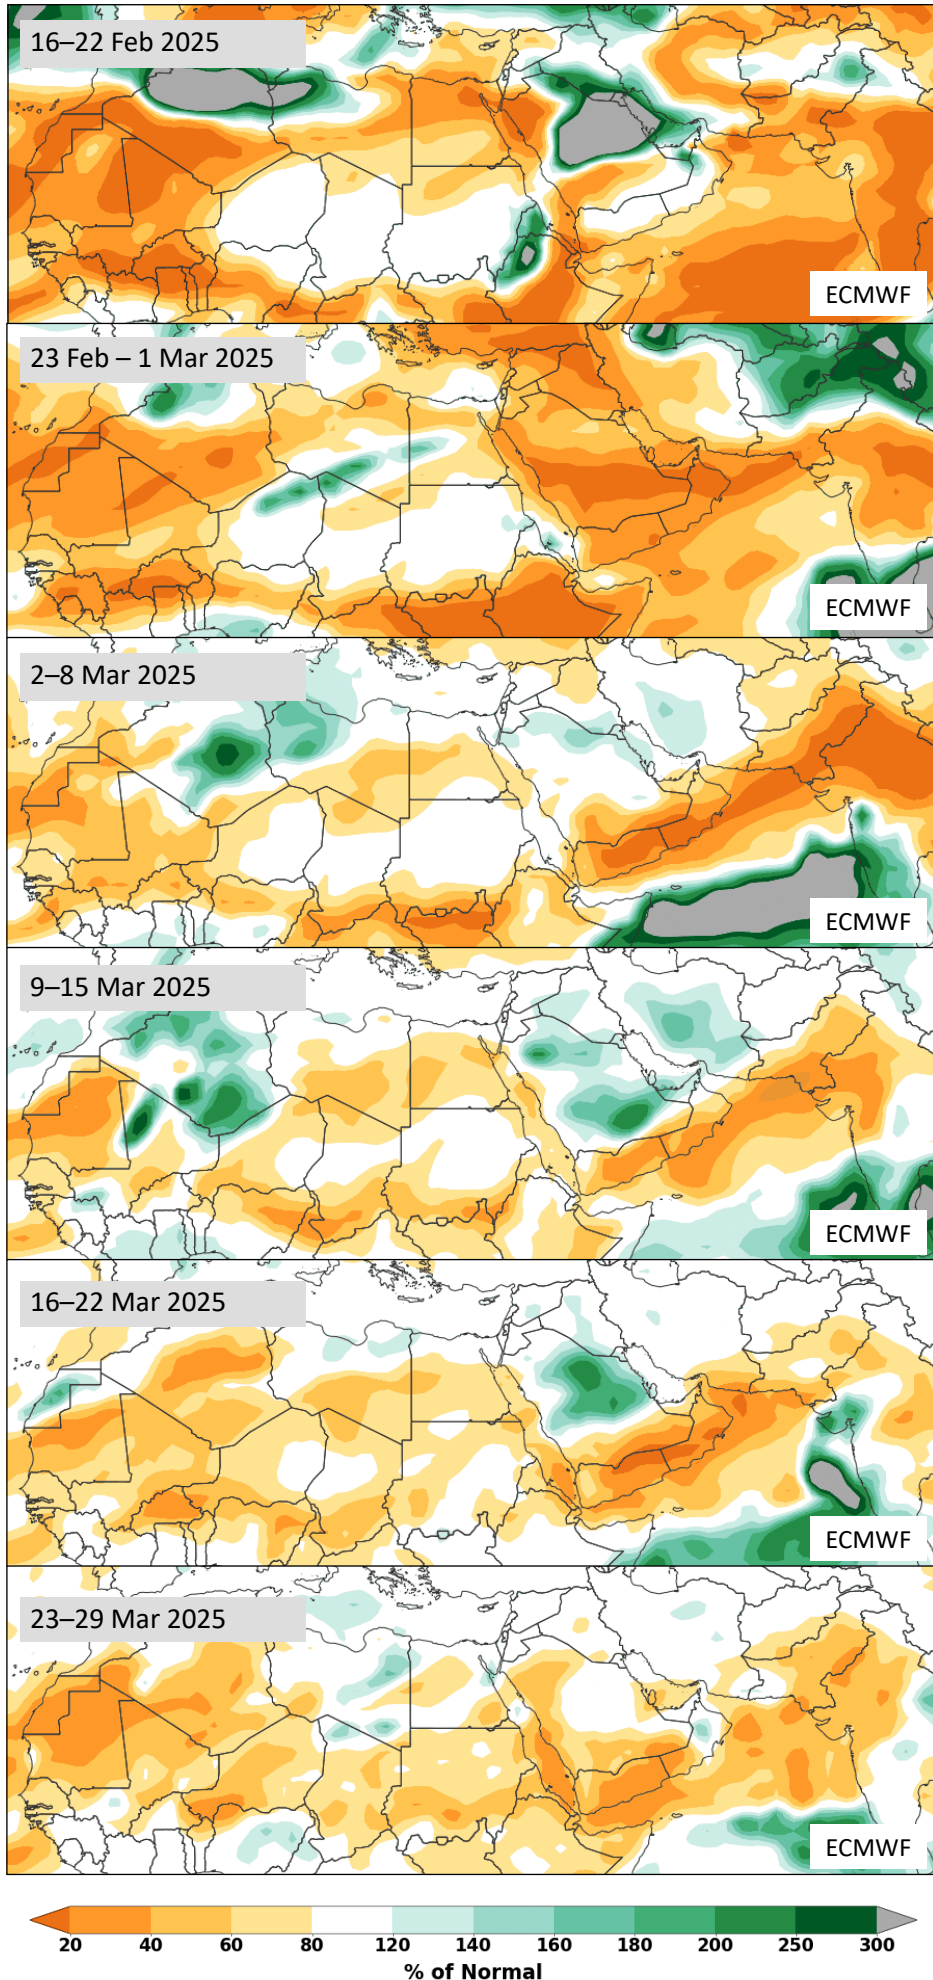 16–22 Feb 2025
ECMWF
23 Feb – 1 Mar 2025
ECMWF
2–8 Mar 2025
ECMWF
9–15 Mar 2025
ECMWF
16–22 Mar 2025
ECMWF
23–29 Mar 2025
ECMWF
20 40 60 80 120 140 160 180 200 250 300
% of Normal